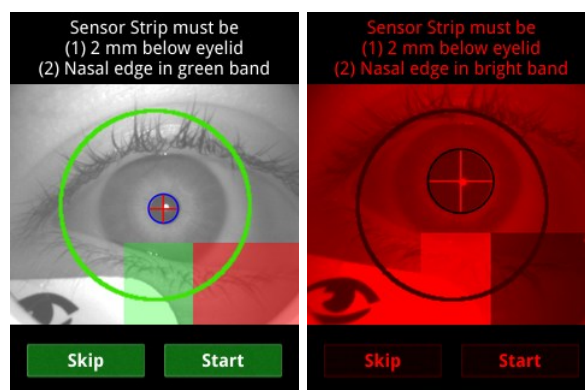 Sensor Strip must be
(1) 2 mm below eyelid
(2) Nasal edge in green band
Skip
Start
Sensor Strip must be
(1) 2 mm below eyelid
(2) Nasal edge in bright band
Skip
Start